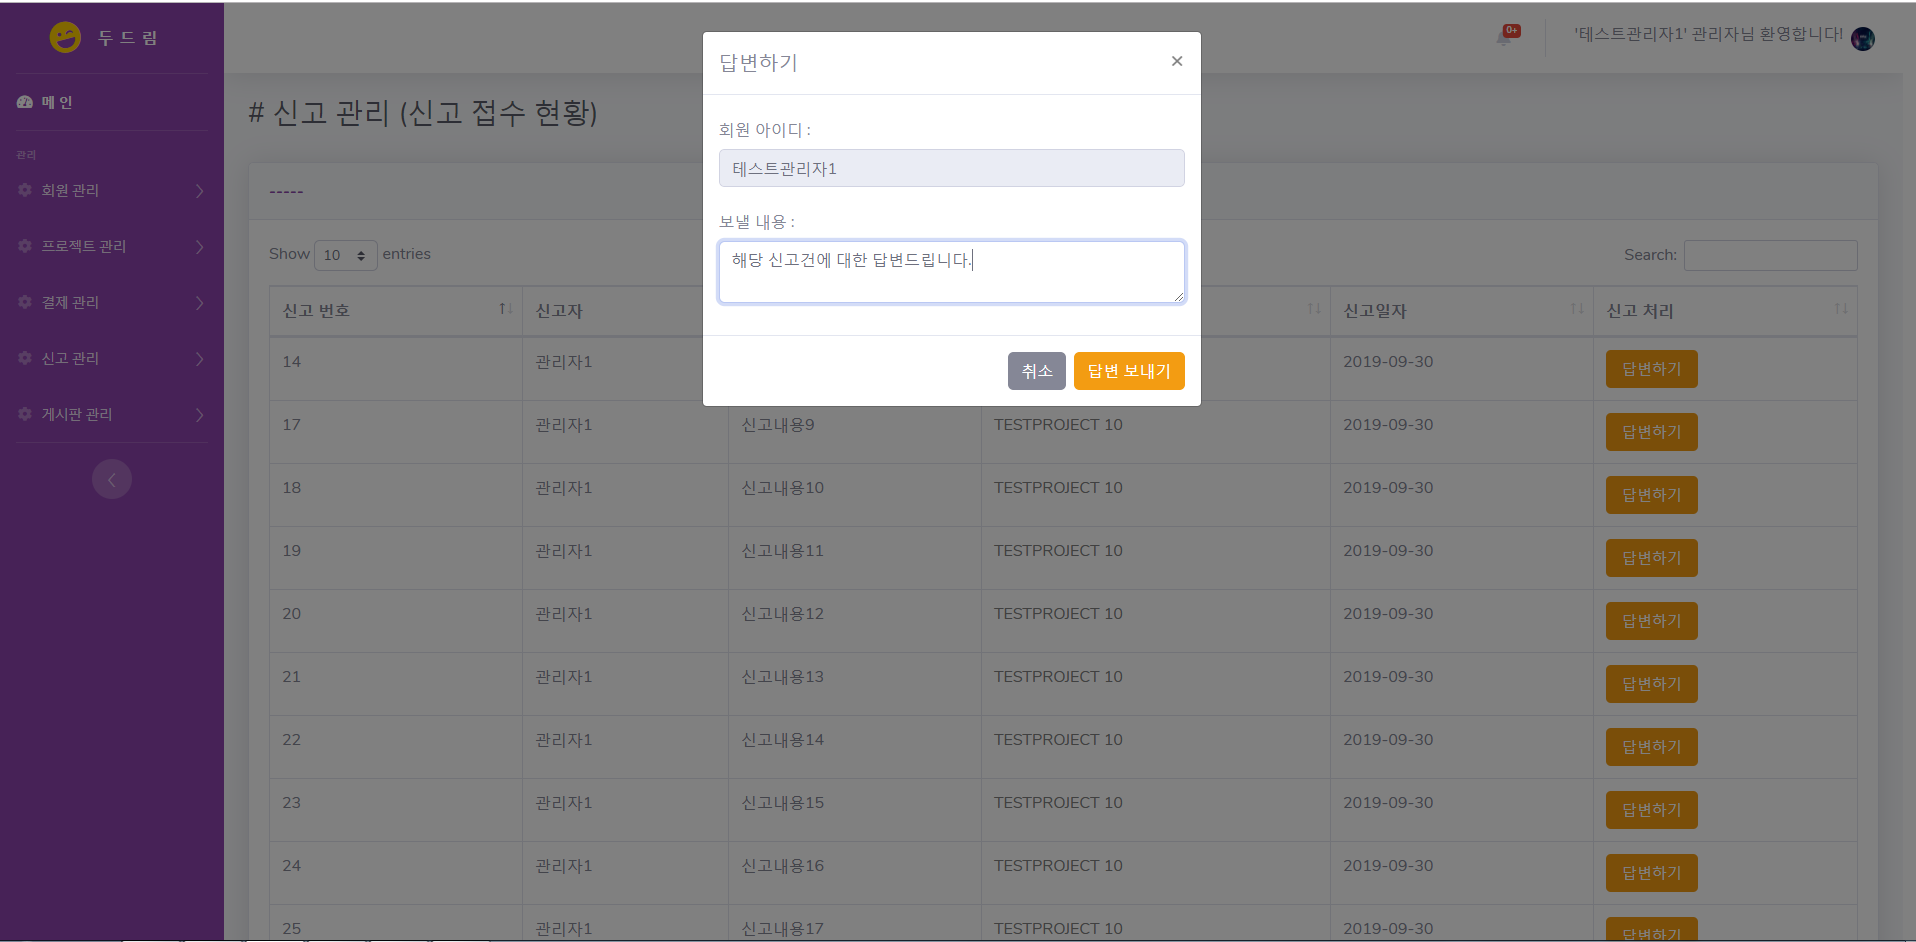 두 드 림
메 인
관리
회원 관리
프로젝트 관리
결제 관리
신고 관리
게시판 관리
0+
'테스트관리자1' 관리자님 환영합니다!
# 신고 관리 (신고 접수 현황)
-----
Show 10 entries
Search:
신고 번호 신고자 신고일자 신고 처리
14 관리자1 2019-09-30 답변하기
17 관리자1 신고내용9 TESTPROJECT 10 2019-09-30 답변하기
18 관리자1 신고내용10 TESTPROJECT 10 2019-09-30 답변하기
19 관리자1 신고내용11 TESTPROJECT 10 2019-09-30 답변하기
20 관리자1 신고내용12 TESTPROJECT 10 2019-09-30 답변하기
21 관리자1 신고내용13 TESTPROJECT 10 2019-09-30 답변하기
22 관리자1 신고내용14 TESTPROJECT 10 2019-09-30 답변하기
23 관리자1 신고내용15 TESTPROJECT 10 2019-09-30 답변하기
24 관리자1 신고내용16 TESTPROJECT 10 2019-09-30 답변하기
25 관리자1 신고내용17 TESTPROJECT 10 2019-09-30 답변하기
답변하기 ×
회원 아이디 :
테스트관리자1
보낼 내용 :
해당 신고건에 대한 답변드립니다.
취소 답변 보내기